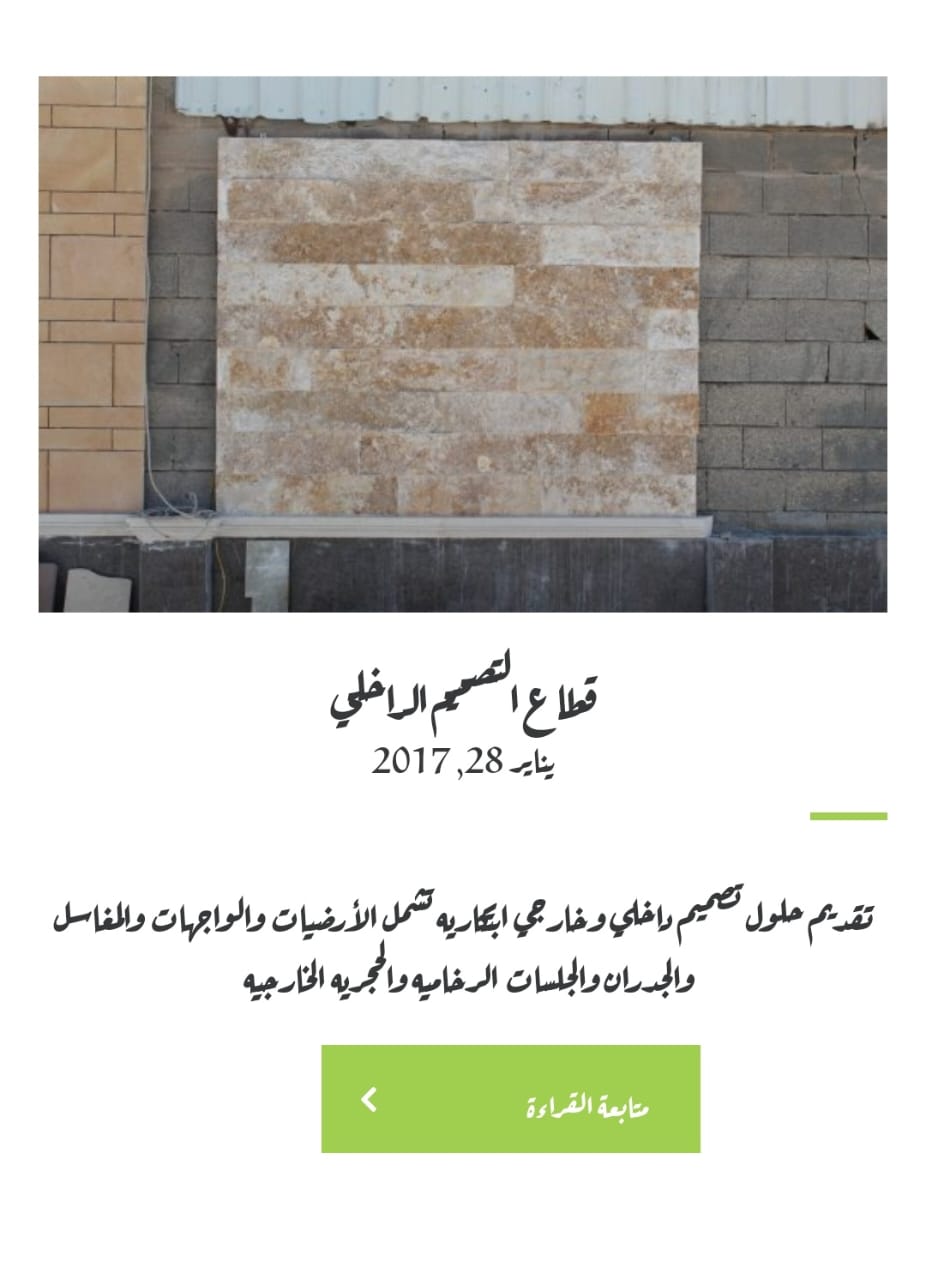 قطاع التصميم الداخلي
يناير 28, 2017
تقديم حلول تصميم داخلي وخارجي ابتكاريه تشمل الأرضيات والواجهات والمغاسل
والجدران والجلسات الرخاميه والحجريه الخارجيه
متابعة القراءة